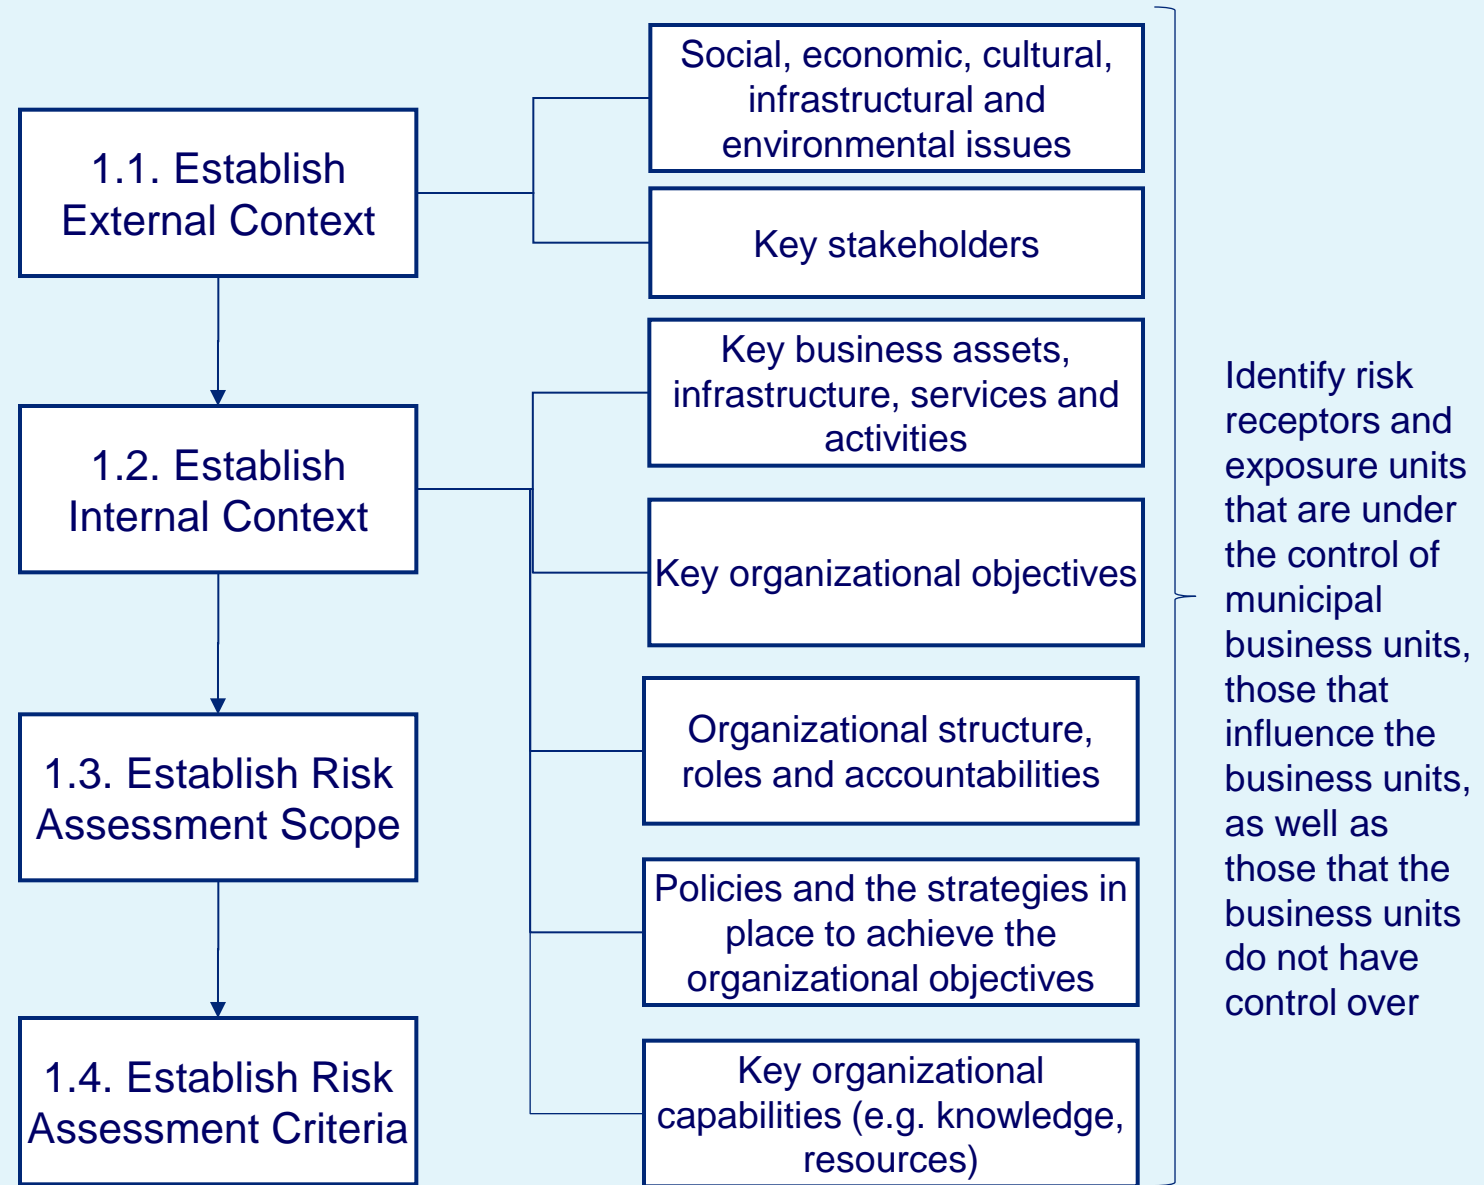 1.1. Establish
External Context
1.2. Establish
Internal Context
1.3. Establish Risk
Assessment Scope
1.4. Establish Risk
Assessment Criteria
Social, economic, cultural,
infrastructural and
environmental issues
Key stakeholders
Key business assets,
infrastructure, services and
activities
Key organizational objectives
Organizational structure,
roles and accountabilities
Policies and the strategies in
place to achieve the
organizational objectives
Key organizational
capabilities (e.g. knowledge,
resources)
Identify risk
receptors and
exposure units
that are under
the control of
municipal
business units,
those that
influence the
business units,
as well as
those that the
business units
do not have
control over